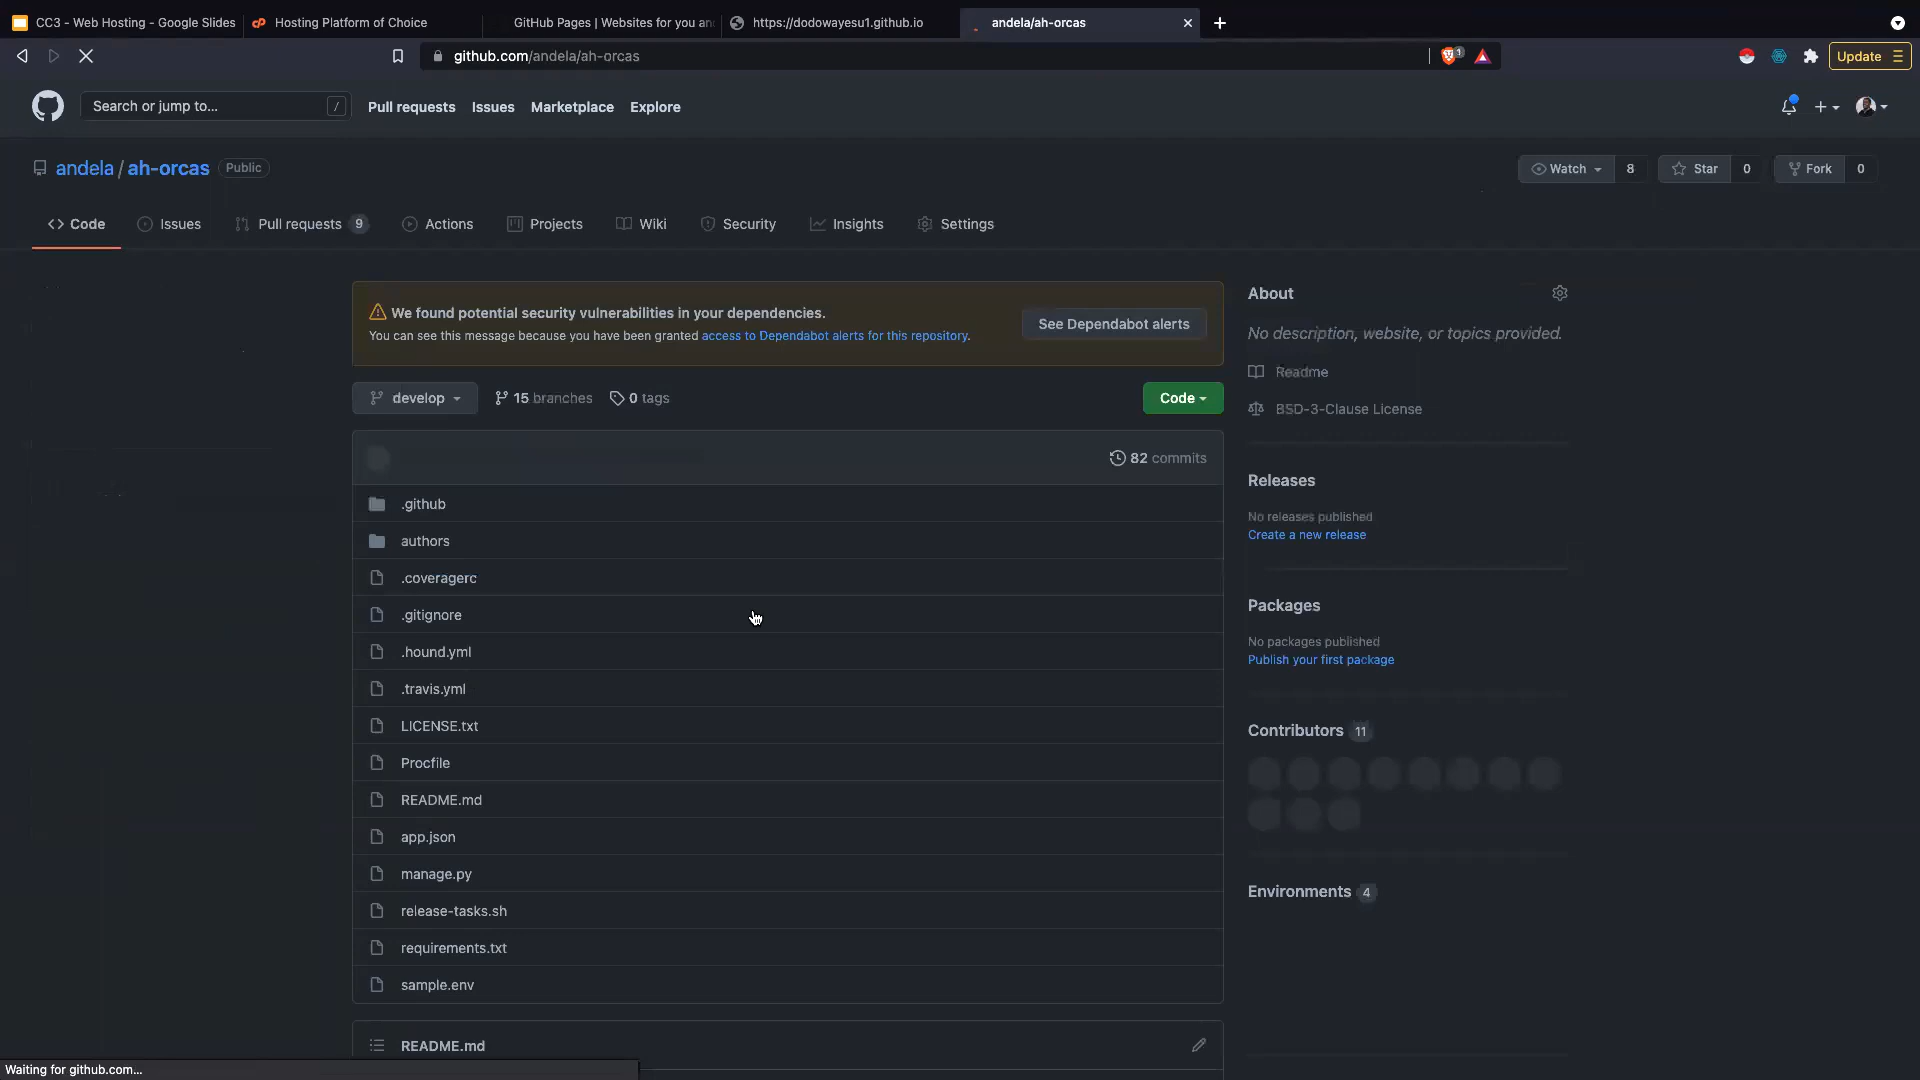 CC3 - Web Hosting - Google Slides
Hosting Platform of Choice
GitHub Pages | Websites for you an
https://dodowayesu1.github.io
andela/ah-orcas
github.com/andela/ah-orcas
1
Update
Search or jump to...
/
Pull requests
Issues
Marketplace
Explore
andela / ah-orcas
Public
Watch
8
Star
0
Fork
0
Code
Issues
Pull requests 9
Actions
Projects
Wiki
Security
Insights
Settings
We found potential security vulnerabilities in your dependencies.
You can see this message because you have been granted access to Dependabot alerts for this repository.
See Dependabot alerts
develop
15 branches
0 tags
Code
82 commits
.github
authors
.coveragerc
.gitignore
.hound.yml
.travis.yml
LICENSE.txt
Procfile
README.md
app.json
manage.py
release-tasks.sh
requirements.txt
sample.env
README.md
About
No description, website, or topics provided.
Readme
BSD-3-Clause License
Releases
No releases published
Create a new release
Packages
No packages published
Publish your first package
Contributors 11
Environments 4
Waiting for github.com...